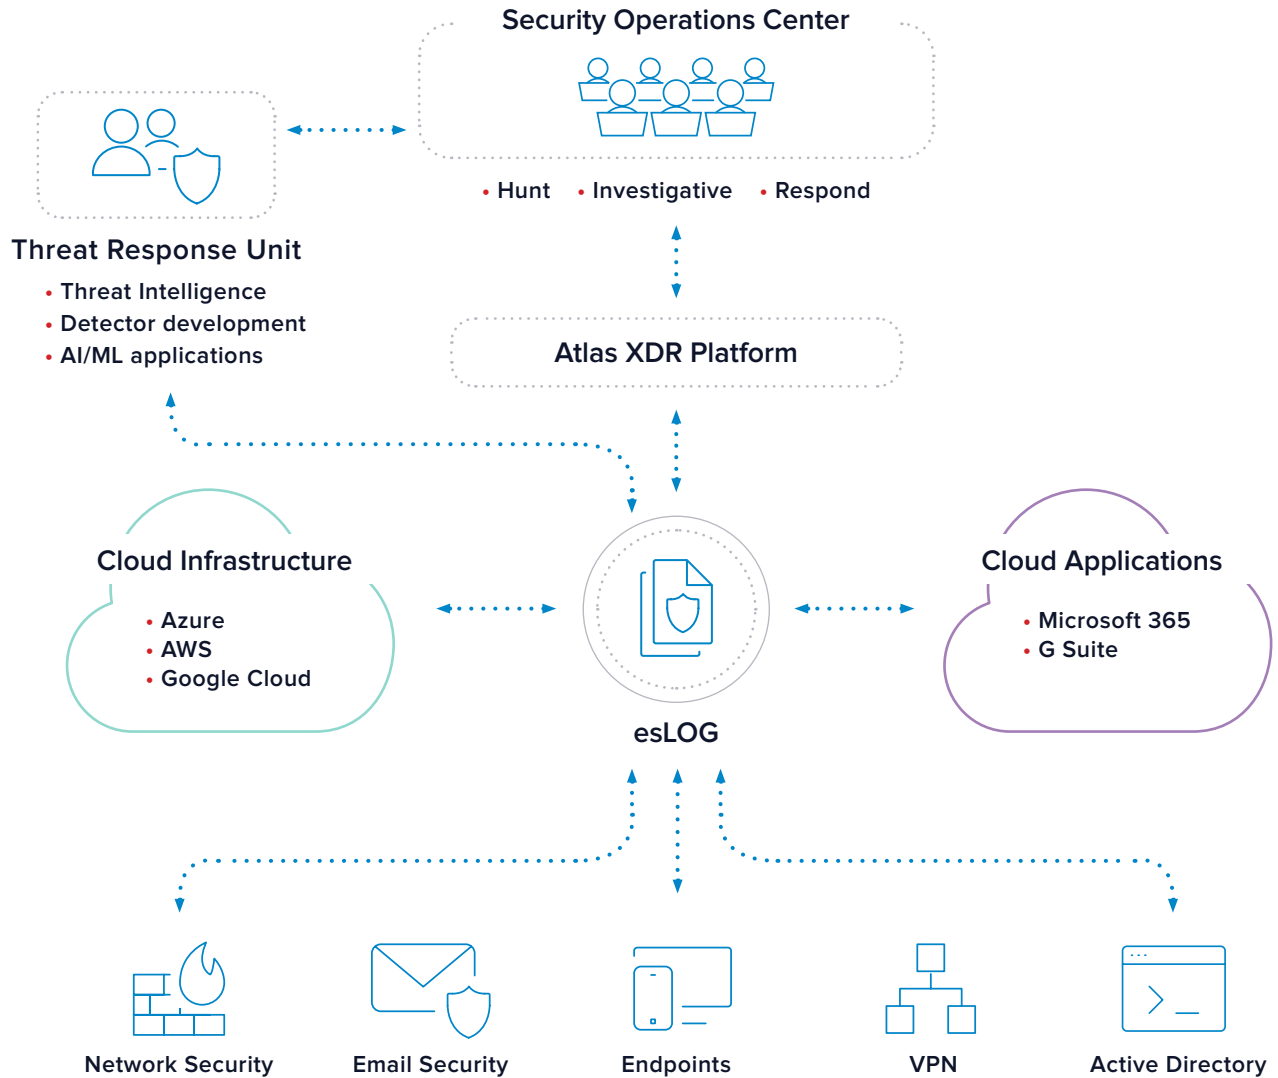 Security Operations Center
• Hunt • Investigative • Respond
Threat Response Unit
• Threat Intelligence
• Detector development
• AI/ML applications
Atlas XDR Platform
Cloud Infrastructure
• Azure
• AWS
• Google Cloud
esLOG
Cloud Applications
• Microsoft 365
• G Suite
Network Security
Email Security
Endpoints
VPN
Active Directory